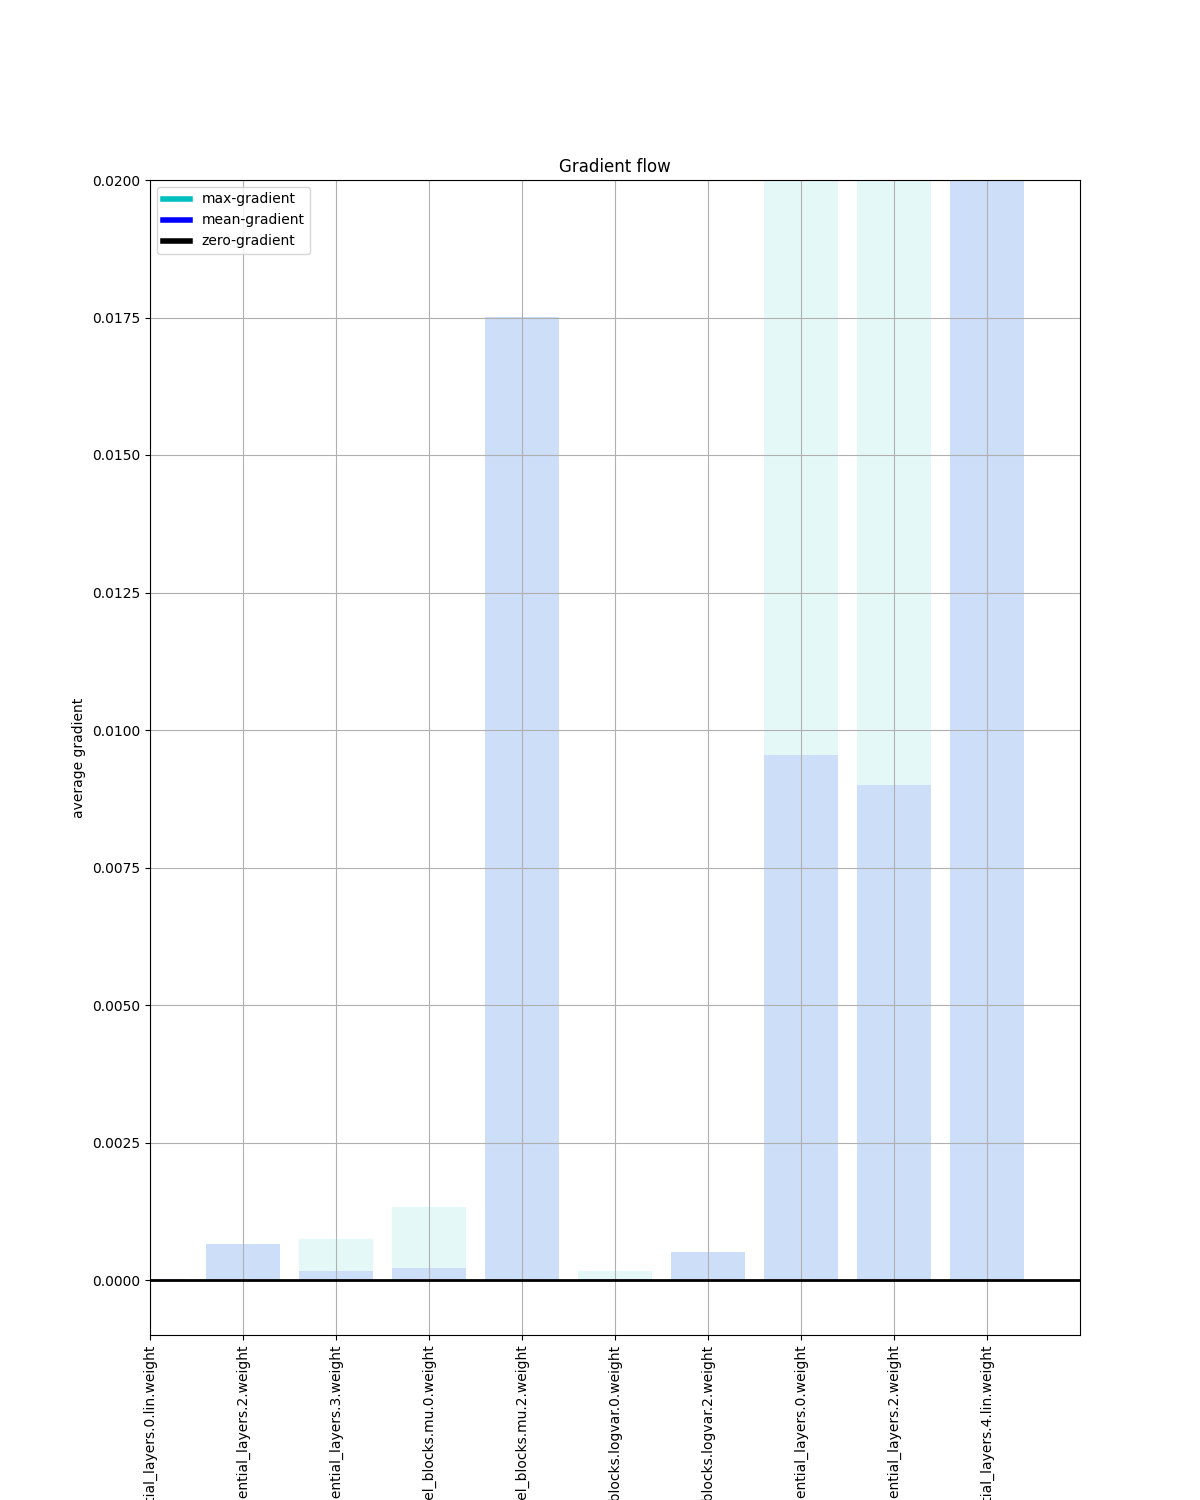 Gradient flow
max-gradient
mean-gradient
zero-gradient
0.0200
0.0175
0.0150
0.0125
0.0100
0.0075
0.0050
0.0025
0.0000
average gradient
tial_layers.0.lin.weight
ential_layers.2.weight
ential_layers.3.weight
el_blocks.mu.0.weight
el_blocks.mu.2.weight
blocks.logvar.0.weight
blocks.logvar.2.weight
ential_layers.0.weight
ential_layers.2.weight
tial_layers.4.lin.weight